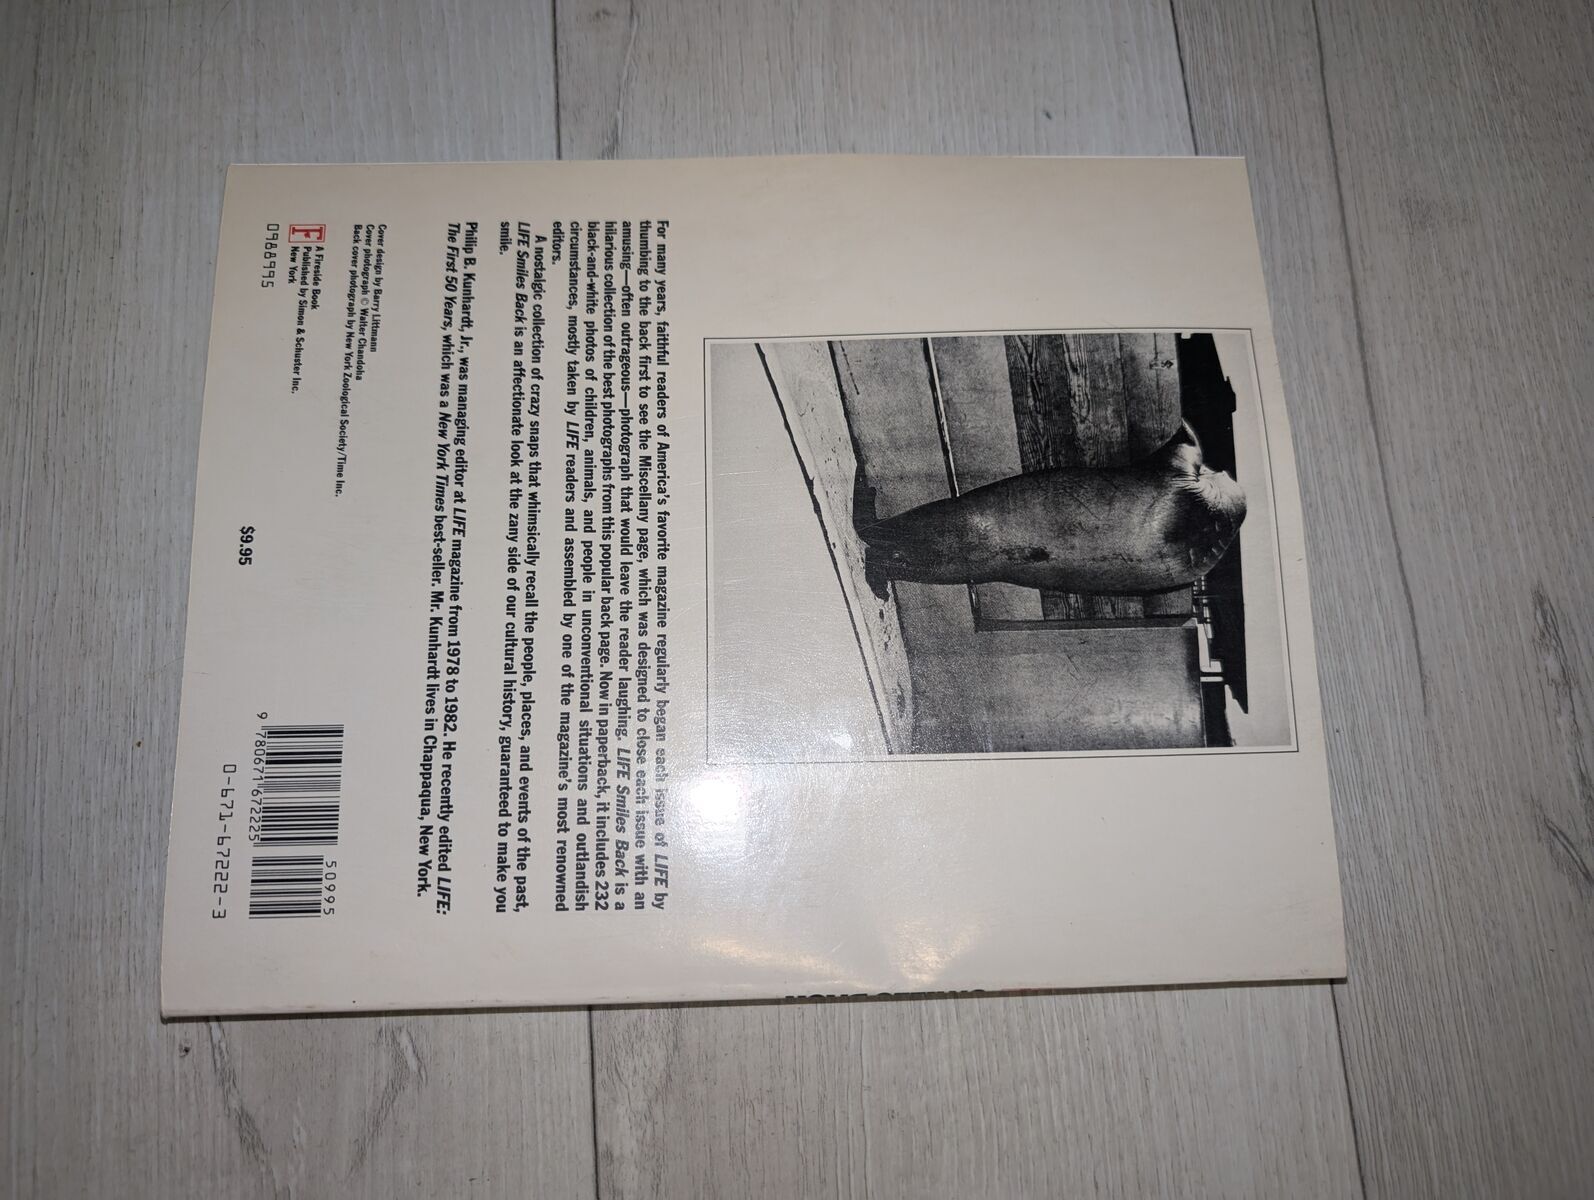 For many years, faithful readers of America's favorite magazine regularly began each issue of LIFE by
thumbing to the back first to see the Miscellany page, which was designed to close each issue with an
amusing—often outrageous—photograph that would leave the reader laughing. LIFE Smiles Back is a
hilarious collection of the best photographs from this popular back page. Now in paperback, it includes 232
black-and-white photos of children, animals, and people in unconventional situations and outlandish
circumstances, mostly taken by LIFE readers and assembled by one of the magazine's most renowned
editors.
A nostalgic collection of crazy snaps that whimsically recall the people, places, and events of the past,
LIFE Smiles Back is an affectionate look at the zany side of our cultural history, guaranteed to make you
smile.
Philip B. Kunhardt, Jr., was managing editor at LIFE magazine from 1978 to 1982. He recently edited LIFE:
The First 50 Years, which was a New York Times best-seller. Mr. Kunhardt lives in Chappaqua, New York.
Cover design by Barry Littmann
Cover photograph © Walter Chandoha
Back cover photograph by New York Zoological Society/Time Inc.
F
A Fireside Book
Published by Simon & Schuster Inc.
New York
0988995
$9.95
50995
9 780671 672225
0-671-67222-3